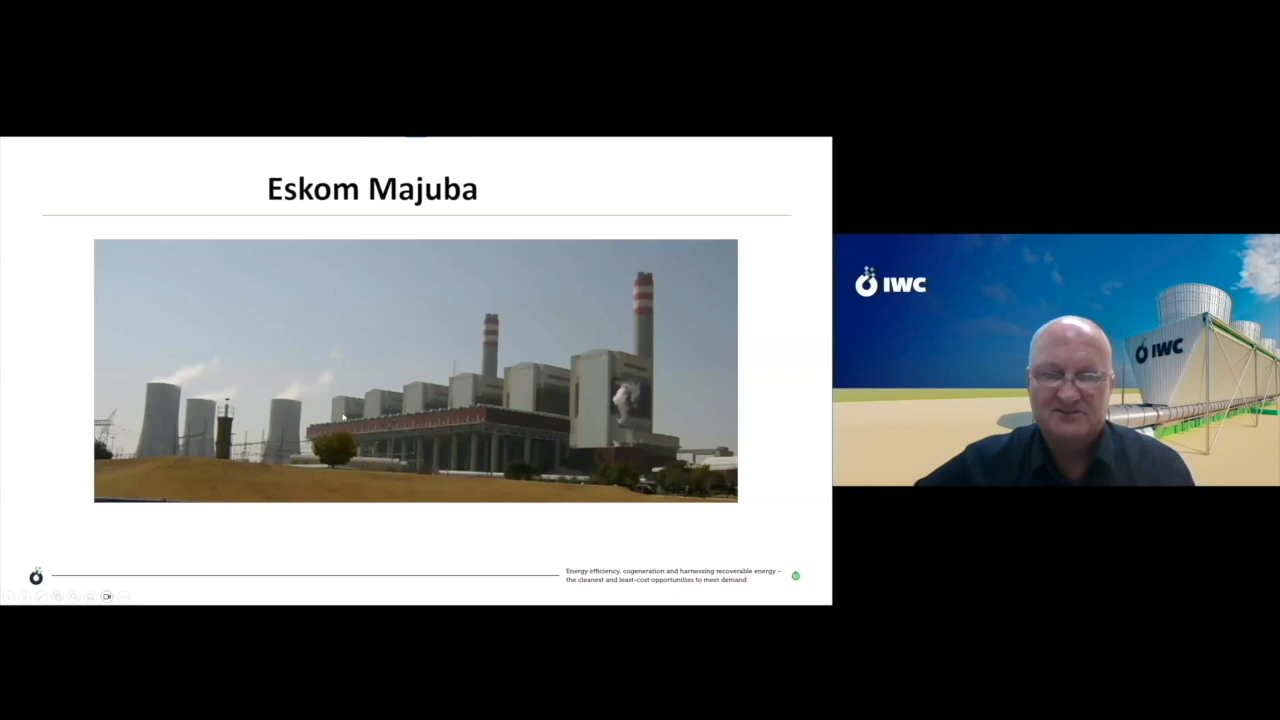 Eskom Majuba
Energy efficiency, cogeneration and harnessing recoverable energy –
the cleanest and least-cost opportunities to meet demand
IWC
IWC